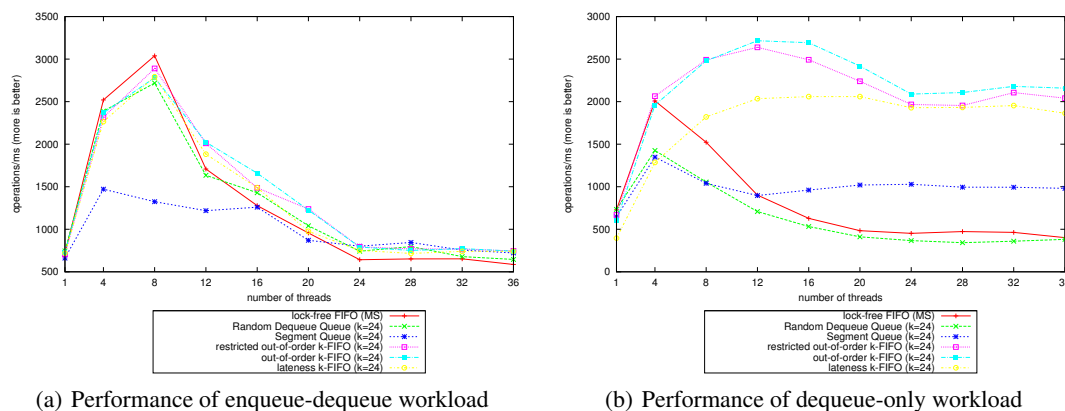 3500
3000
2500
2000
1500
1000
500
1 4 8 12 16 20 24 28 32 36
operations/ms (more is better)
number of threads
lock-free FIFO (MS)
Random Dequeue Queue (k=24)
Segment Queue (k=24)
restricted out-of-order k-FIFO (k=24)
out-of-order k-FIFO (k=24)
lateness k-FIFO (k=24)
(a) Performance of enqueue-dequeue workload
3000
2500
2000
1500
1000
500
0
1 4 8 12 16 20 24 28 32 3
operations/ms (more is better)
number of threads
lock-free FIFO (MS)
Random Dequeue Queue (k=24)
Segment Queue (k=24)
restricted out-of-order k-FIFO (k=24)
out-of-order k-FIFO (k=24)
lateness k-FIFO (k=24)
(b) Performance of dequeue-only workload